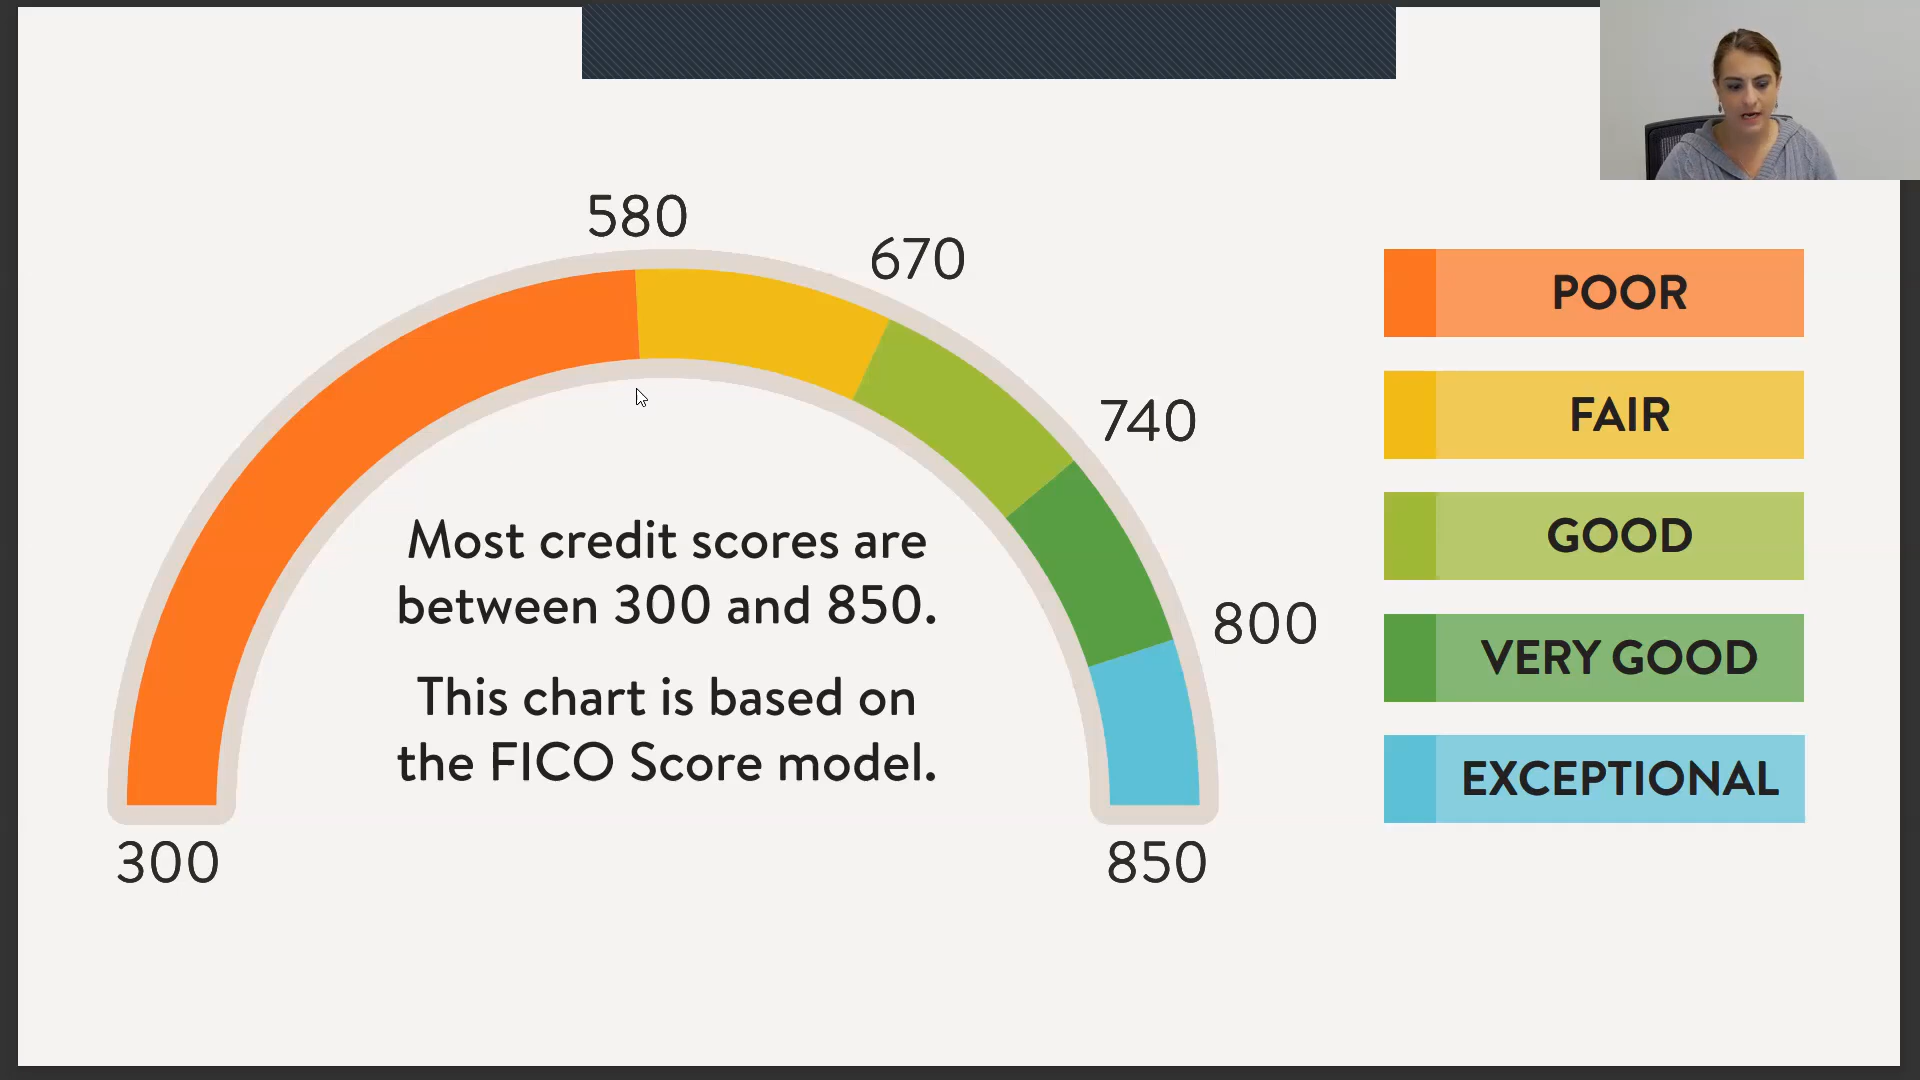 580
670
740
800
300
850
Most credit scores are
between 300 and 850.
This chart is based on
the FICO Score model.
POOR
FAIR
GOOD
VERY GOOD
EXCEPTIONAL